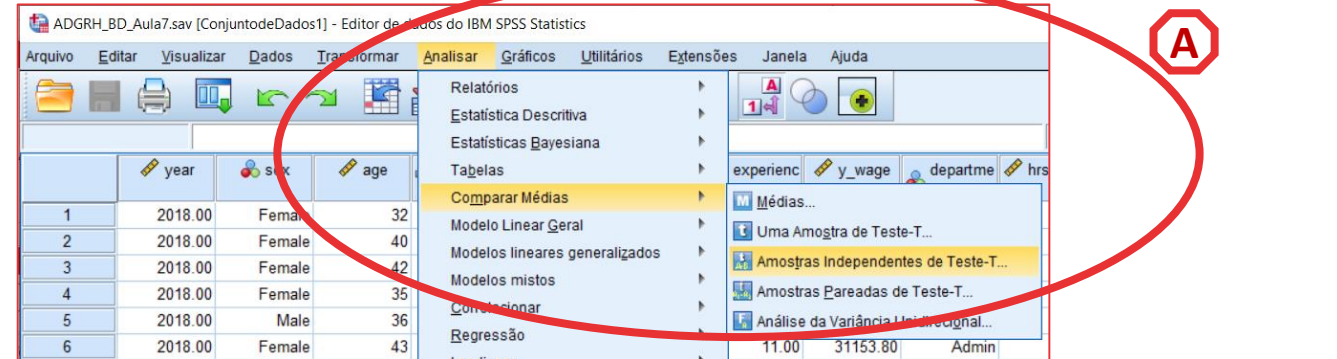 ADGRH_BD_Aula7.sav [ConjuntodeDados1] - Editor de dados do IBM SPSS Statistics
A
Arquivo Editar Visualizar Dados Transformar Analisar Gráficos Utilitários Extensões Janela Ajuda
Relatórios
Estatística Descritiva
Estatísticas Bayesiana
Tabelas
Comparar Médias
Modelo Linear Geral
Modelos lineares generalizados
Modelos mistos
Correlacionar
Regressão
year sex age experienc y_wage departme hrs
Médias...
Uma Amostra de Teste-T...
Amostras Independentes de Teste-T...
Amostras Pareadas de Teste-T...
Análise da Variância Unidirecional...
1 2018.00 Female 32
2 2018.00 Female 40
3 2018.00 Female 42
4 2018.00 Female 35
5 2018.00 Male 36
6 2018.00 Female 43 11.00 31153.80 Admin